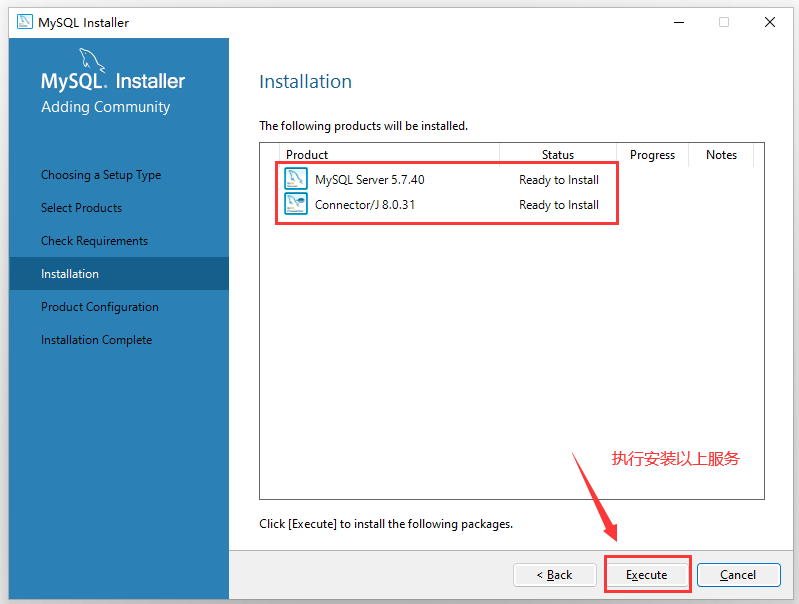 MySQL Installer
MySQL. Installer
Adding Community
Choosing a Setup Type
Select Products
Check Requirements
Installation
Product Configuration
Installation Complete
Installation
The following products will be installed.
Product Status Progress Notes
MySQL Server 5.7.40 Ready to Install
Connector/J 8.0.31 Ready to Install
执行安装以上服务
Click [Execute] to install the following packages.
< Back Execute Cancel